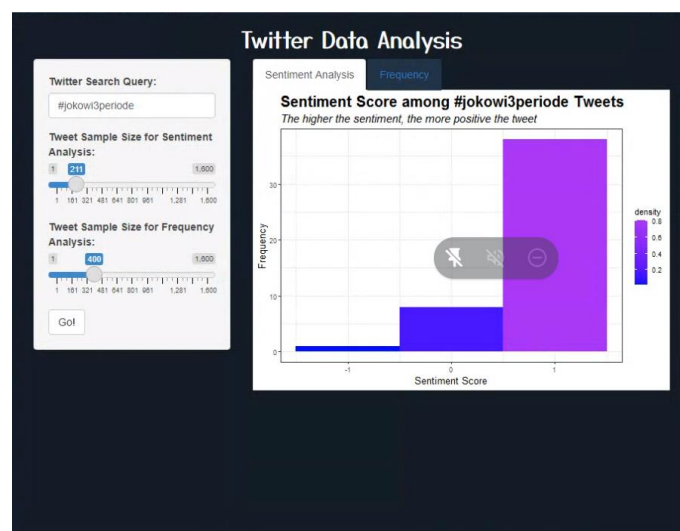 Twitter Data Analysis
Twitter Search Query:
#jokowi3periode
Tweet Sample Size for Sentiment
Analysis:
1 211 1,600
1 161 321 481 641 801 961 1,281 1,600
Tweet Sample Size for Frequency
Analysis:
1 400 1,600
1 161 321 481 641 801 961 1,281 1,600
Go!
Sentiment Analysis Frequency
Sentiment Score among #jokowi3periode Tweets
The higher the sentiment, the more positive the tweet
Frequency
30
20
10
0
-1 0 1
Sentiment Score
density
0.8
0.6
0.4
0.2